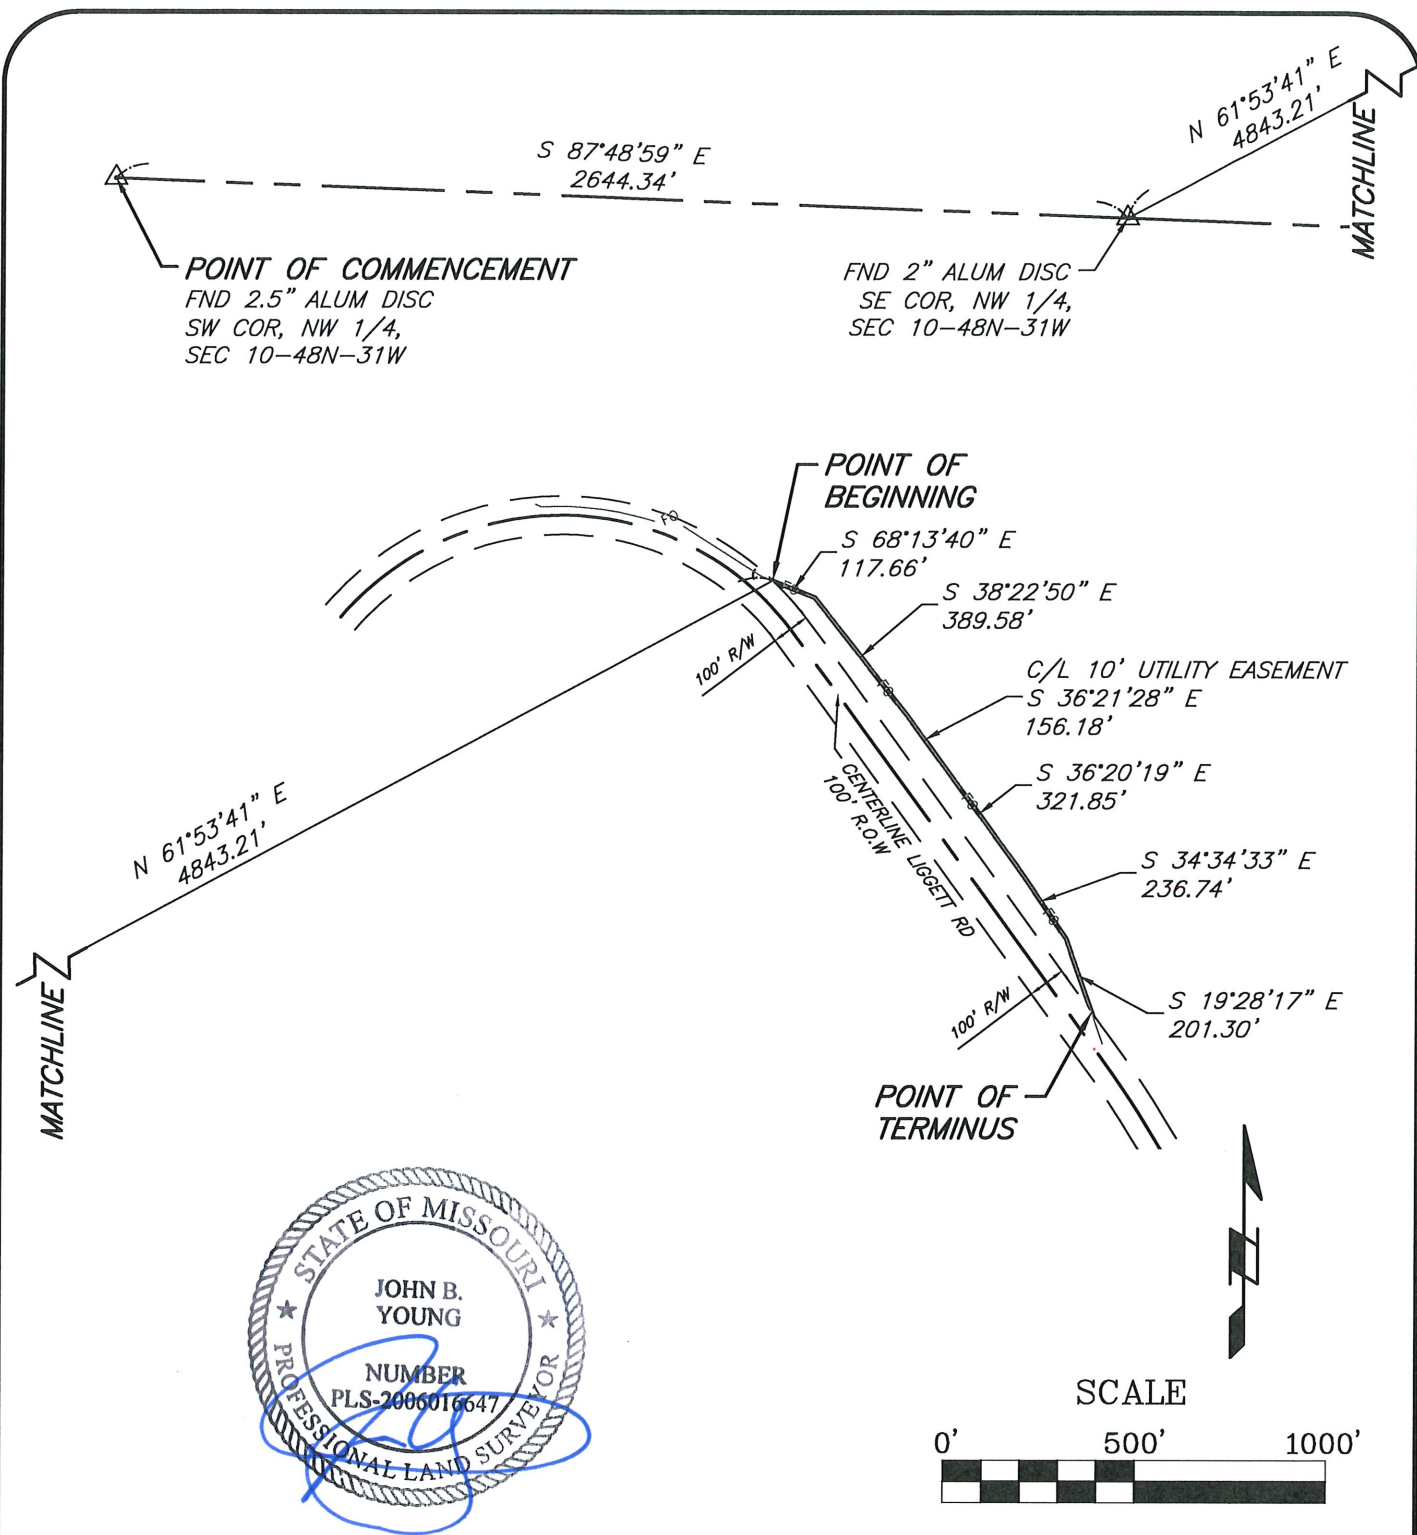 N 61°53'41" E
4843.21'
MATCHLINE
S 87°48'59" E
2644.34'
POINT OF COMMENCEMENT
FND 2.5" ALUM DISC
SW COR, NW 1/4,
SEC 10-48N-31W
FND 2" ALUM DISC
SE COR, NW 1/4,
SEC 10-48N-31W
POINT OF
BEGINNING
FO
S 68°13'40" E
117.66'
FO
S 38°22'50" E
389.58'
100' R/W
C/L 10' UTILITY EASEMENT
S 36°21'28" E
156.18'
FO
CENTERLINE LIGGETT RD
100' R.O.W
S 36°20'19" E
321.85'
FO
N 61°53'41" E
4843.21'
S 34°34'33" E
236.74'
FO
MATCHLINE
100' R/W
S 19°28'17" E
201.30'
POINT OF
TERMINUS
STATE OF MISSOURI
JOHN B.
YOUNG
NUMBER
PLS-2006016647
PROFESSIONAL LAND SURVEYOR
N
SCALE
0' 500' 1000'